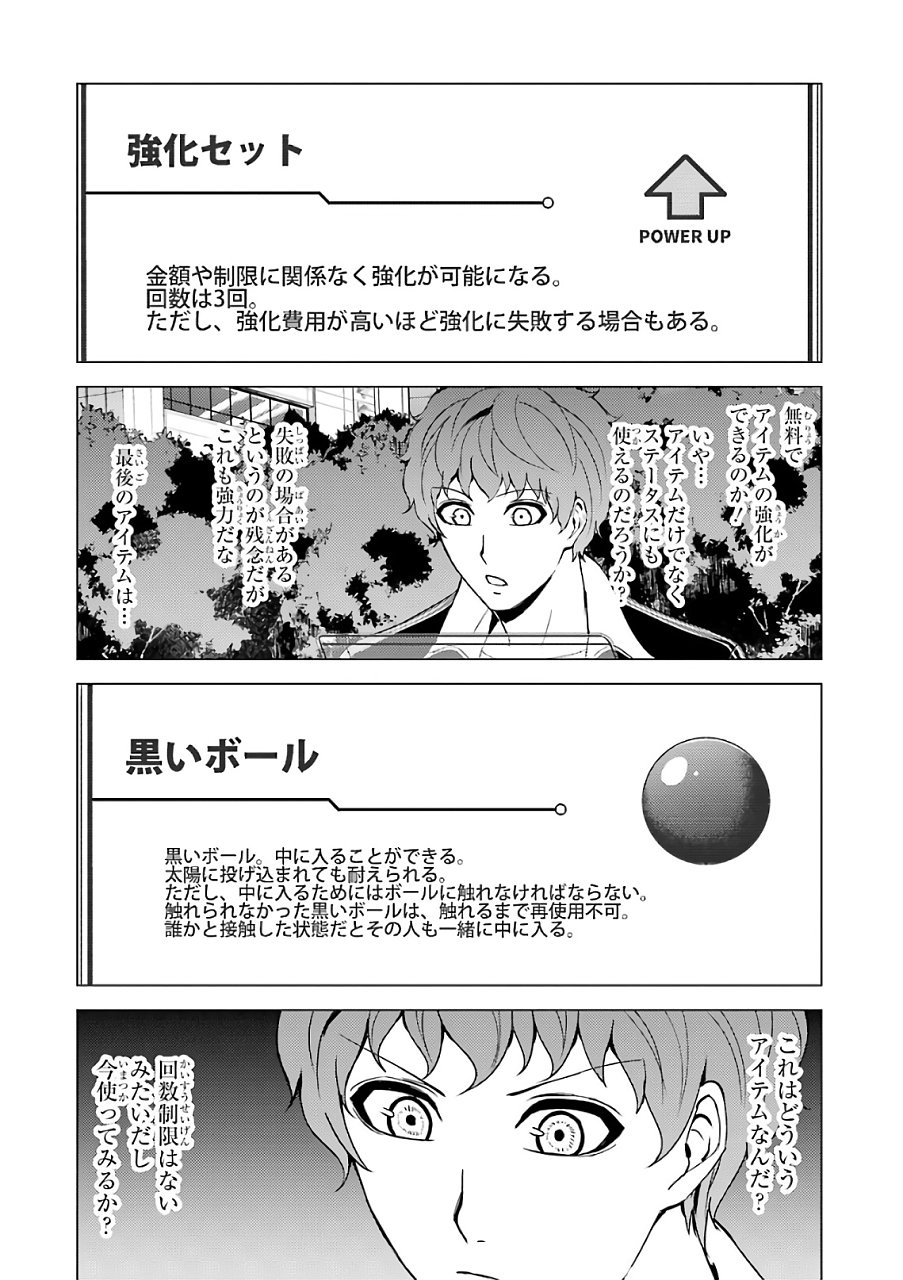 強化セット
POWER UP
金額や制限に関係なく強化が可能になる。
回数は3回。
ただし、強化費用が高いほど強化に失敗する場合もある。
無料で
アイテムの強化が
できるのか!
いや…
アイテムだけでなく
ステータスにも
使えるのだろうか?
失敗の場合がある
というのが残念だが
これも強力だな
最後のアイテムは…
黒いボール
黒いボール。中に入ることができる。
太陽に投げ込まれても耐えられる。
ただし、中に入るためにはボールに触れなければならない。
触れられなかった黒いボールは、触れるまで再使用不可。
誰かと接触した状態だとその人も一緒に中に入る。
これはどういう
アイテムなんだ?
回数制限はない
みたいだし
今使ってみるか?